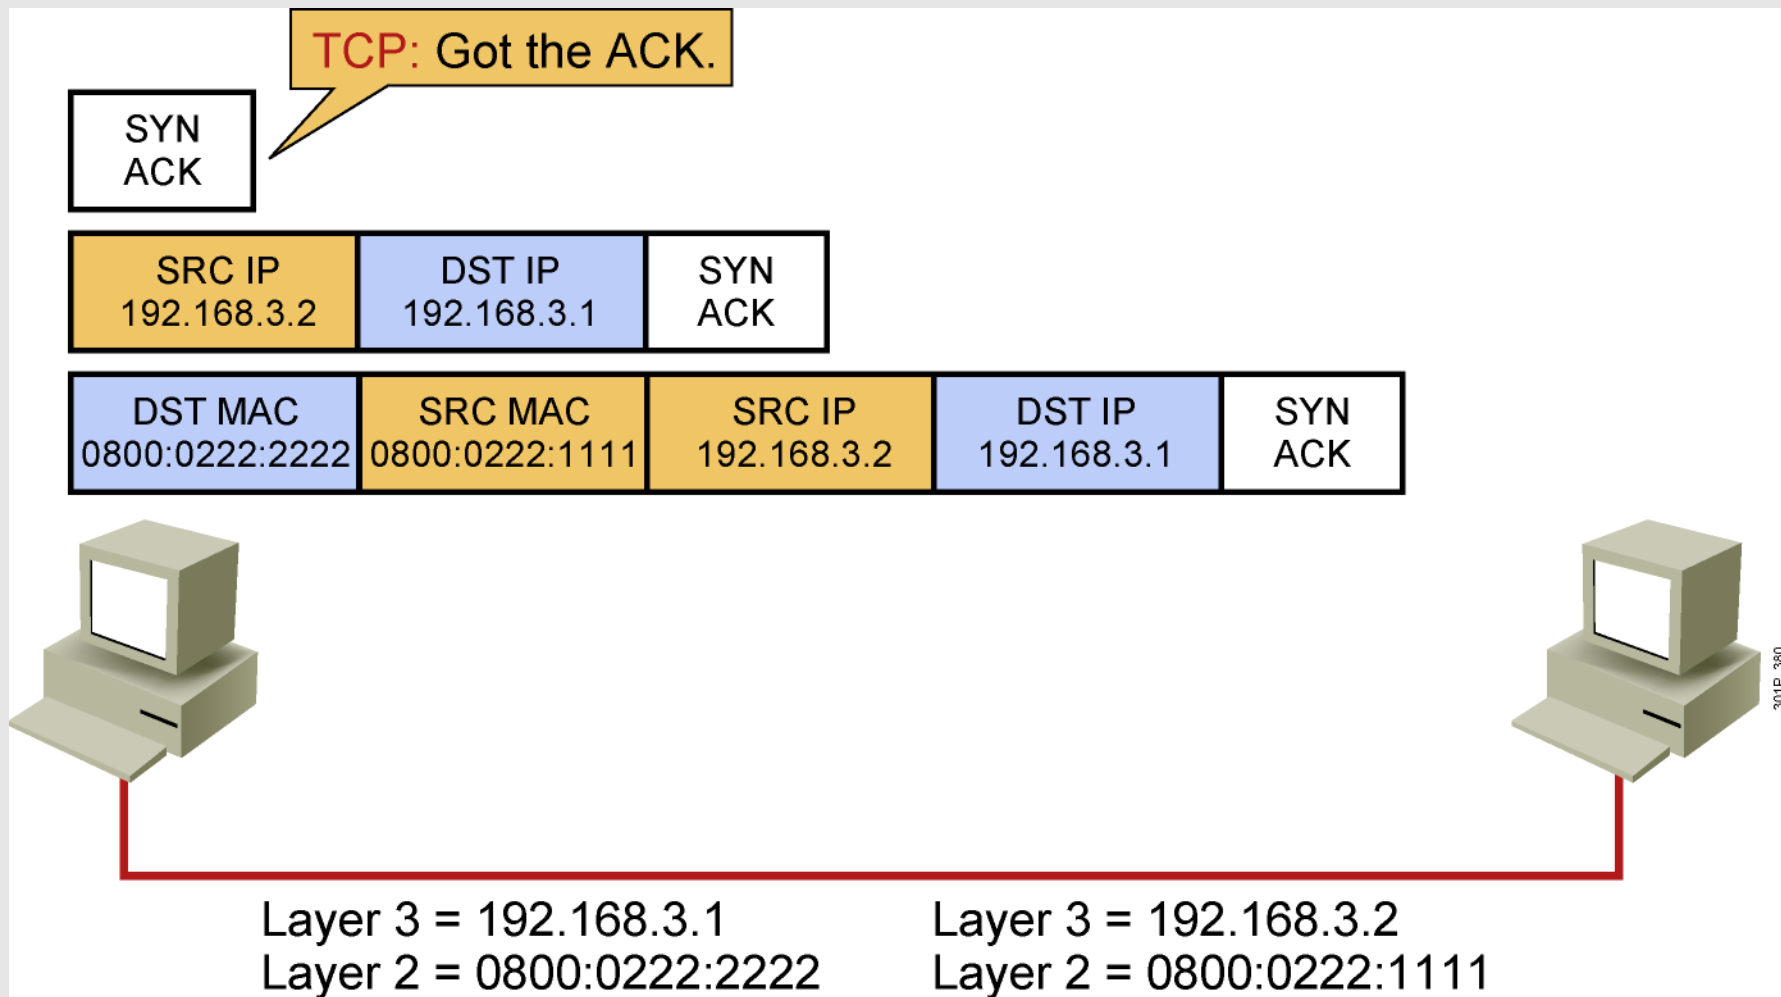 TCP: Got the ACK.
SYN
ACK
SRC IP
192.168.3.2
DST IP
192.168.3.1
SYN
ACK
DST MAC
0800:0222:2222
SRC MAC
0800:0222:1111
SRC IP
192.168.3.2
DST IP
192.168.3.1
SYN
ACK
301P_380
Layer 3 = 192.168.3.1
Layer 2 = 0800:0222:2222
Layer 3 = 192.168.3.2
Layer 2 = 0800:0222:1111